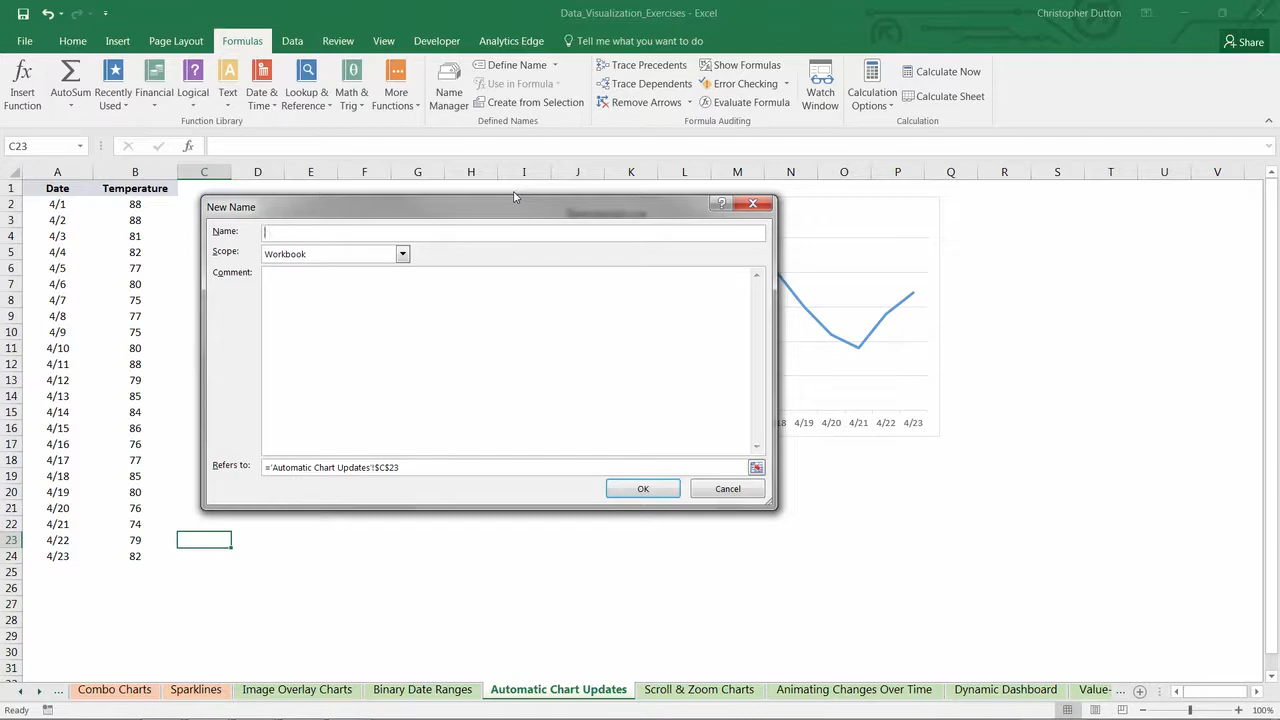 Data_Visualization_Exercises - Excel
Christopher Dutton
File Home Insert Page Layout Formulas Data Review View Developer Analytics Edge Tell me what you want to do Share
Insert Function
AutoSum
Recently Used
Financial
Logical
Text
Date & Time
Lookup & Reference
Math & Trig
More Functions
Function Library
Name Manager
Define Name
Use in Formula
Create from Selection
Defined Names
Trace Precedents
Trace Dependents
Remove Arrows
Show Formulas
Error Checking
Evaluate Formula
Formula Auditing
Watch Window
Calculation Options
Calculate Now
Calculate Sheet
Calculation
C23
fx
A B C D E F G H I J K L M N O P Q R S T U V
1 Date Temperature
2 4/1 88
3 4/2 88
4 4/3 81
5 4/4 82
6 4/5 77
7 4/6 80
8 4/7 75
9 4/8 77
10 4/9 75
11 4/10 80
12 4/11 88
13 4/12 79
14 4/13 85
15 4/14 84
16 4/15 86
17 4/16 76
18 4/17 77
19 4/18 85
20 4/19 80
21 4/20 76
22 4/21 74
23 4/22 79
24 4/23 82
25
26
27
28
29
30
31
New Name
Name:
Scope: Workbook
Comment:
Refers to: ='Automatic Chart Updates'!$C$23
OK Cancel
18 4/19 4/20 4/21 4/22 4/23
... Combo Charts Sparklines Image Overlay Charts Binary Date Ranges Automatic Chart Updates Scroll & Zoom Charts Animating Changes Over Time Dynamic Dashboard Value- ...
Ready
100%